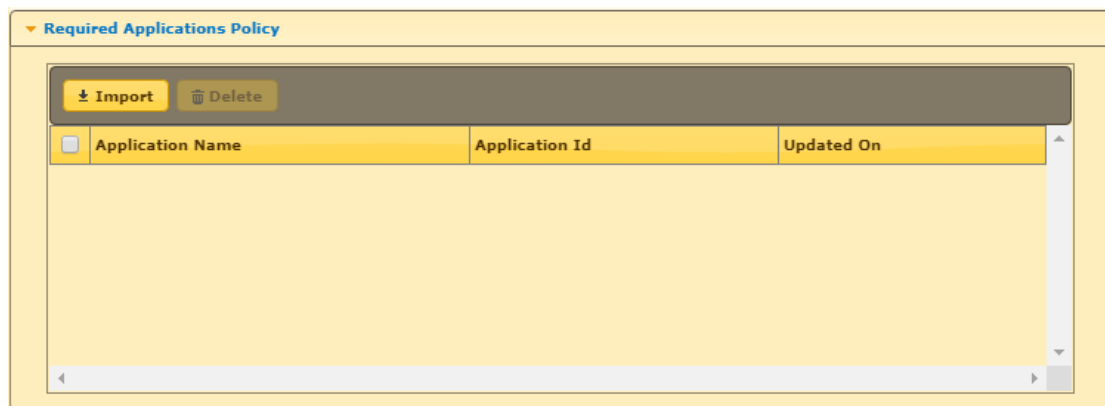 Required Applications Policy
Import Delete
Application Name Application Id Updated On